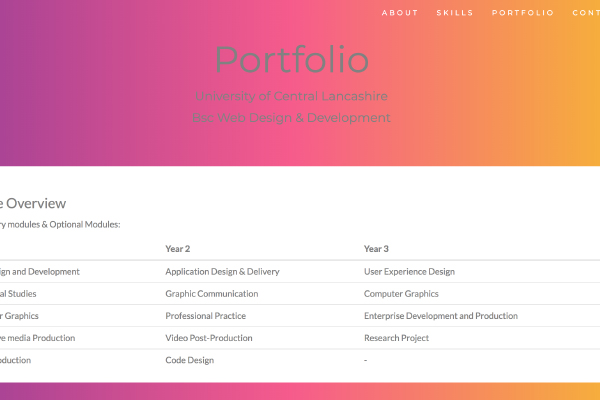 ABOUT SKILLS PORTFOLIO CONT
Portfolio
University of Central Lancashire
Web Design & Development
e Overview
ry modules & Optional Modules:
Year 2 Year 3
ign and Development Application Design & Delivery User Experience Design
al Studies Graphic Communication Computer Graphics
r Graphics Professional Practice Enterprise Development and Production
ve media Production Video Post-Production Research Project
oduction Code Design -